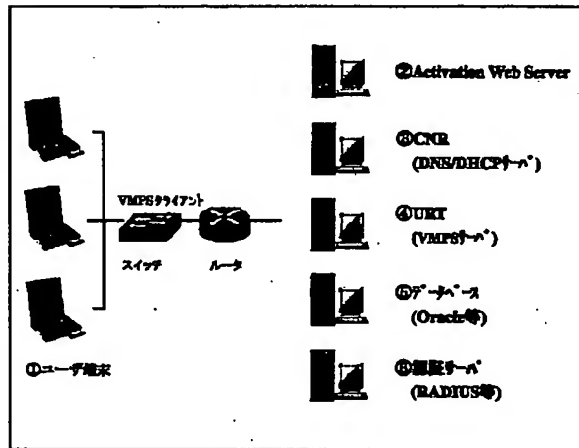 ①ユーザ端末
VMPSクライアント
スイッチ
ルータ
②Activation Web Server
③CNR
(DNS/DHCPサーバ)
④URT
(VMPSサーバ)
⑤データベース
(Oracle等)
⑥認証サーバ
(RADIUS等)